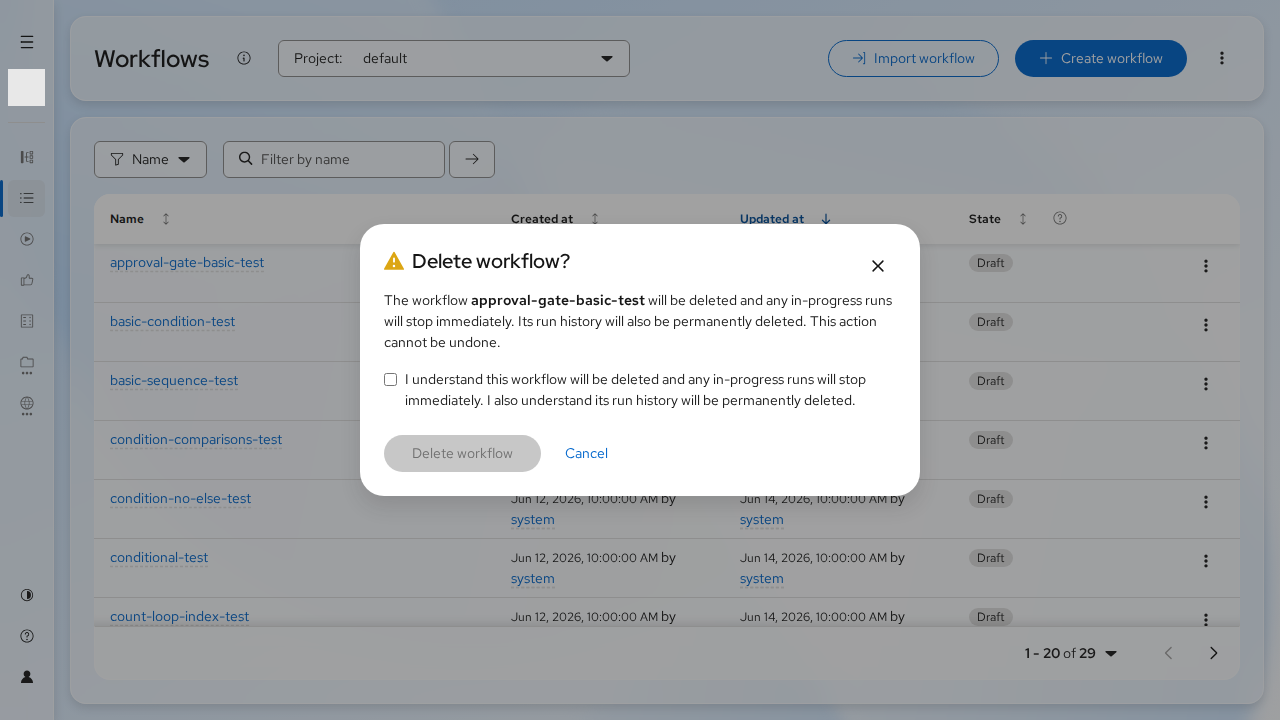 Workflows
Project: default
Import workflow
Create workflow
Name
Filter by name
Name Created at Updated at State
approval-gate-basic-test Draft
basic-condition-test Draft
basic-sequence-test Draft
condition-comparisons-test Draft
condition-no-else-test Jun 12, 2026, 10:00:00 AM by Jun 14, 2026, 10:00:00 AM by Draft
system system
conditional-test Jun 12, 2026, 10:00:00 AM by Jun 14, 2026, 10:00:00 AM by Draft
system system
count-loop-index-test Jun 12, 2026, 10:00:00 AM by Jun 14, 2026, 10:00:00 AM by Draft
1 - 20 of 29
Delete workflow?
The workflow approval-gate-basic-test will be deleted and any in-progress runs
will stop immediately. Its run history will also be permanently deleted. This action
cannot be undone.
I understand this workflow will be deleted and any in-progress runs will stop
immediately. I also understand its run history will be permanently deleted.
Delete workflow
Cancel